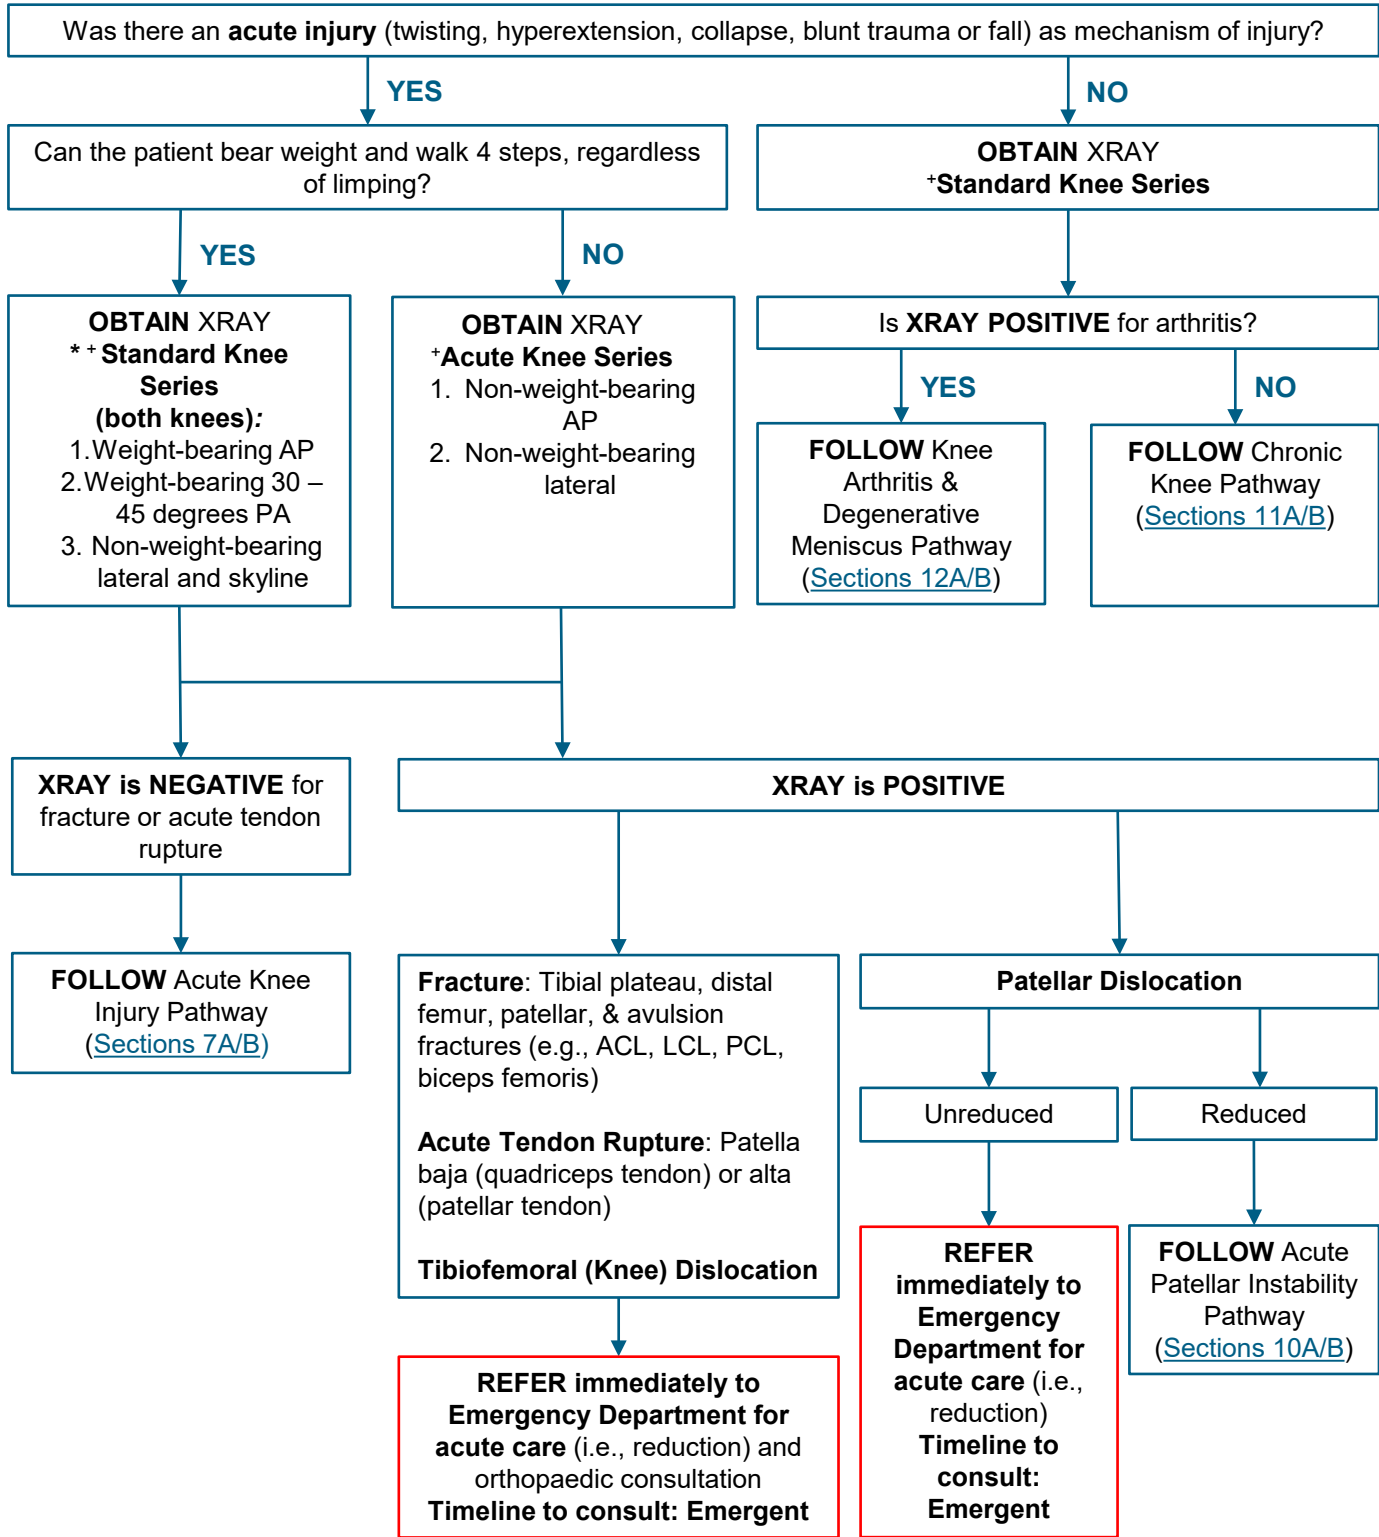 Was there an acute injury (twisting, hyperextension, collapse, blunt trauma or fall) as mechanism of injury?
YES
NO
Can the patient bear weight and walk 4 steps, regardless
of limping?
OBTAIN XRAY
+Standard Knee Series
YES
NO
OBTAIN XRAY
* + Standard Knee
Series
(both knees):
1.Weight-bearing AP
2.Weight-bearing 30 –
45 degrees PA
3. Non-weight-bearing
lateral and skyline
OBTAIN XRAY
+Acute Knee Series
1. Non-weight-bearing
AP
2. Non-weight-bearing
lateral
Is XRAY POSITIVE for arthritis?
YES
NO
FOLLOW Knee
Arthritis &
Degenerative
Meniscus Pathway
(Sections 12A/B)
FOLLOW Chronic
Knee Pathway
(Sections 11A/B)
XRAY is NEGATIVE for
fracture or acute tendon
rupture
XRAY is POSITIVE
FOLLOW Acute Knee
Injury Pathway
(Sections 7A/B)
Fracture: Tibial plateau, distal
femur, patellar, & avulsion
fractures (e.g., ACL, LCL, PCL,
biceps femoris)
Acute Tendon Rupture: Patella
baja (quadriceps tendon) or alta
(patellar tendon)
Tibiofemoral (Knee) Dislocation
Patellar Dislocation
Unreduced
Reduced
REFER immediately to
Emergency Department for
acute care (i.e., reduction) and
orthopaedic consultation
Timeline to consult: Emergent
REFER
immediately to
Emergency
Department for
acute care (i.e.,
reduction)
Timeline to
consult:
Emergent
FOLLOW Acute
Patellar Instability
Pathway
(Sections 10A/B)